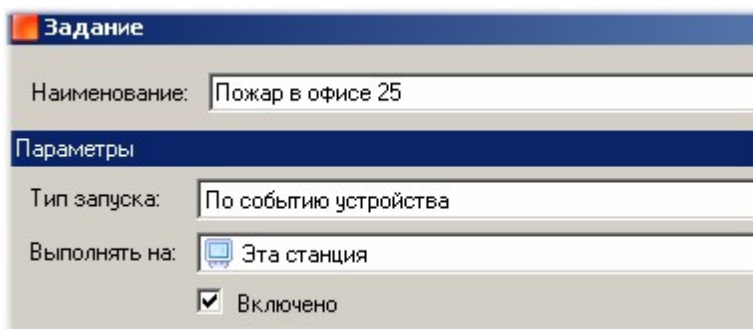 Задание
Наименование: Пожар в офисе 25
Параметры
Тип запуска: По событию устройства
Выполнять на: Эта станция
Включено